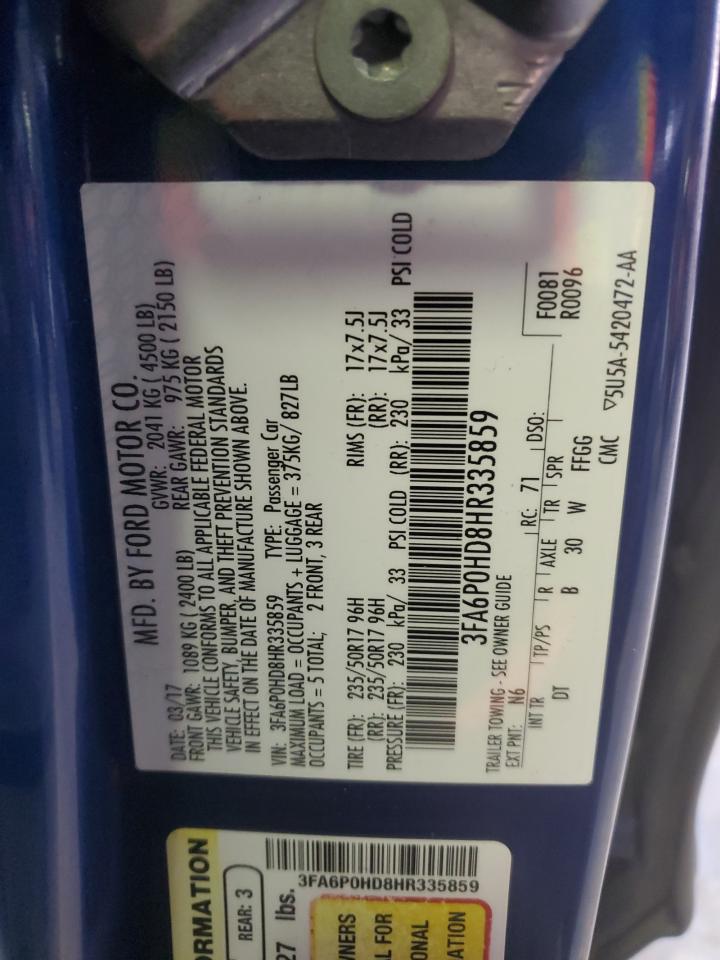 MFD. BY FORD MOTOR CO.
DATE: 03/17 GVWR: 2041 KG ( 4500 LB)
FRONT GAWR: 1089 KG ( 2400 LB) REAR GAWR: 975 KG ( 2150 LB)
THIS VEHICLE CONFORMS TO ALL APPLICABLE FEDERAL MOTOR
VEHICLE SAFETY, BUMPER, AND THEFT PREVENTION STANDARDS
IN EFFECT ON THE DATE OF MANUFACTURE SHOWN ABOVE.
VIN: 3FA6P0HD8HR335859 TYPE: Passenger Car
MAXIMUM LOAD = OCCUPANTS + LUGGAGE = 375KG/ 827LB
OCCUPANTS = 5 TOTAL; 2 FRONT, 3 REAR
TIRE (FR): 235/50R17 96H RIMS (FR): 17x7.5J
(RR): 235/50R17 96H (RR): 17x7.5J
PRESSURE (FR): 230 kPa/ 33 PSI COLD (RR): 230 kPa/ 33 PSI COLD
3FA6P0HD8HR335859
TRAILER TOWING - SEE OWNER GUIDE
EXT PNT: N6 RC: 71 DSO: F0081
R0096
INT TR TP/PS R AXLE TR SPR
DT B 30 W FFGG
CMC ▽5U5A-5420472-AA
ORMATION
REAR: 3
27 lbs.
3FA6P0HD8HR335859
WNERS
L FOR
ONAL
ATION